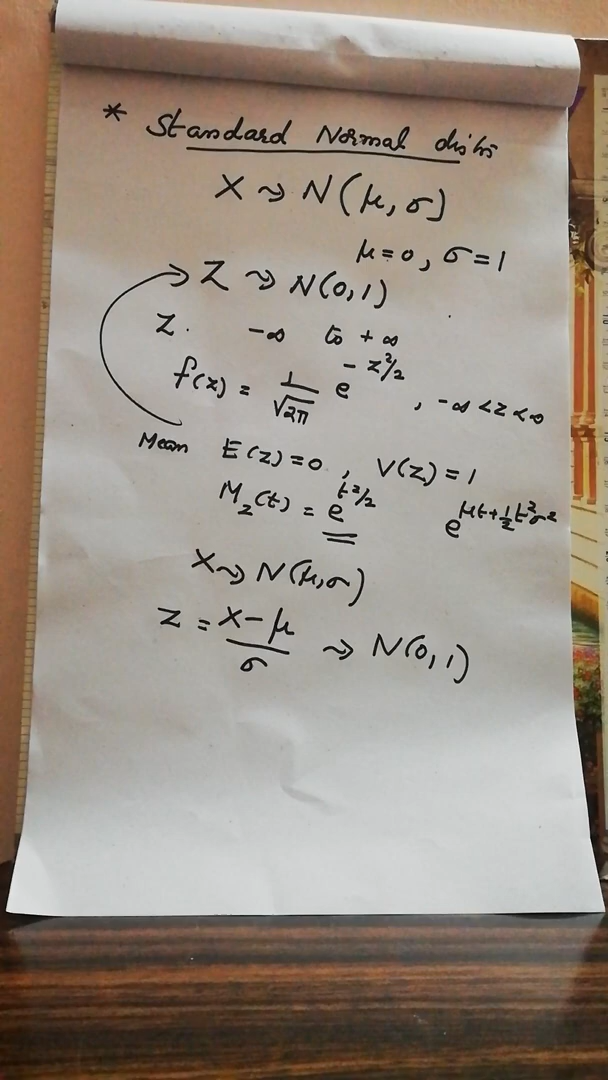 * Standard Normal distn
X ~> N(μ, σ)
μ=0, σ=1
Z ~> N(0,1)
Z. -∞ to +∞
f(z) = 1/√2π e^{-z²/2}, -∞<z<∞
Mean E(z)=0, V(z)=1
M_z(t) = e^{t²/2} e^{μt+½t²σ²}
X ~> N(μ,σ)
Z = X-μ/σ ~> N(0,1)